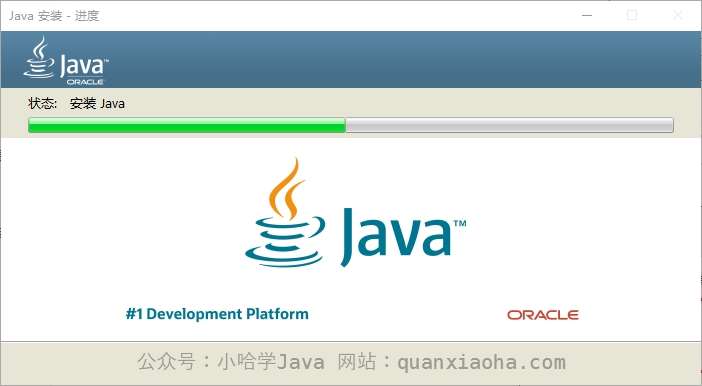 Java 安装 - 进度
Java
ORACLE
状态: 安装 Java
Java™
#1 Development Platform
ORACLE
公众号：小哈学Java 网站：quanxiaoha.com